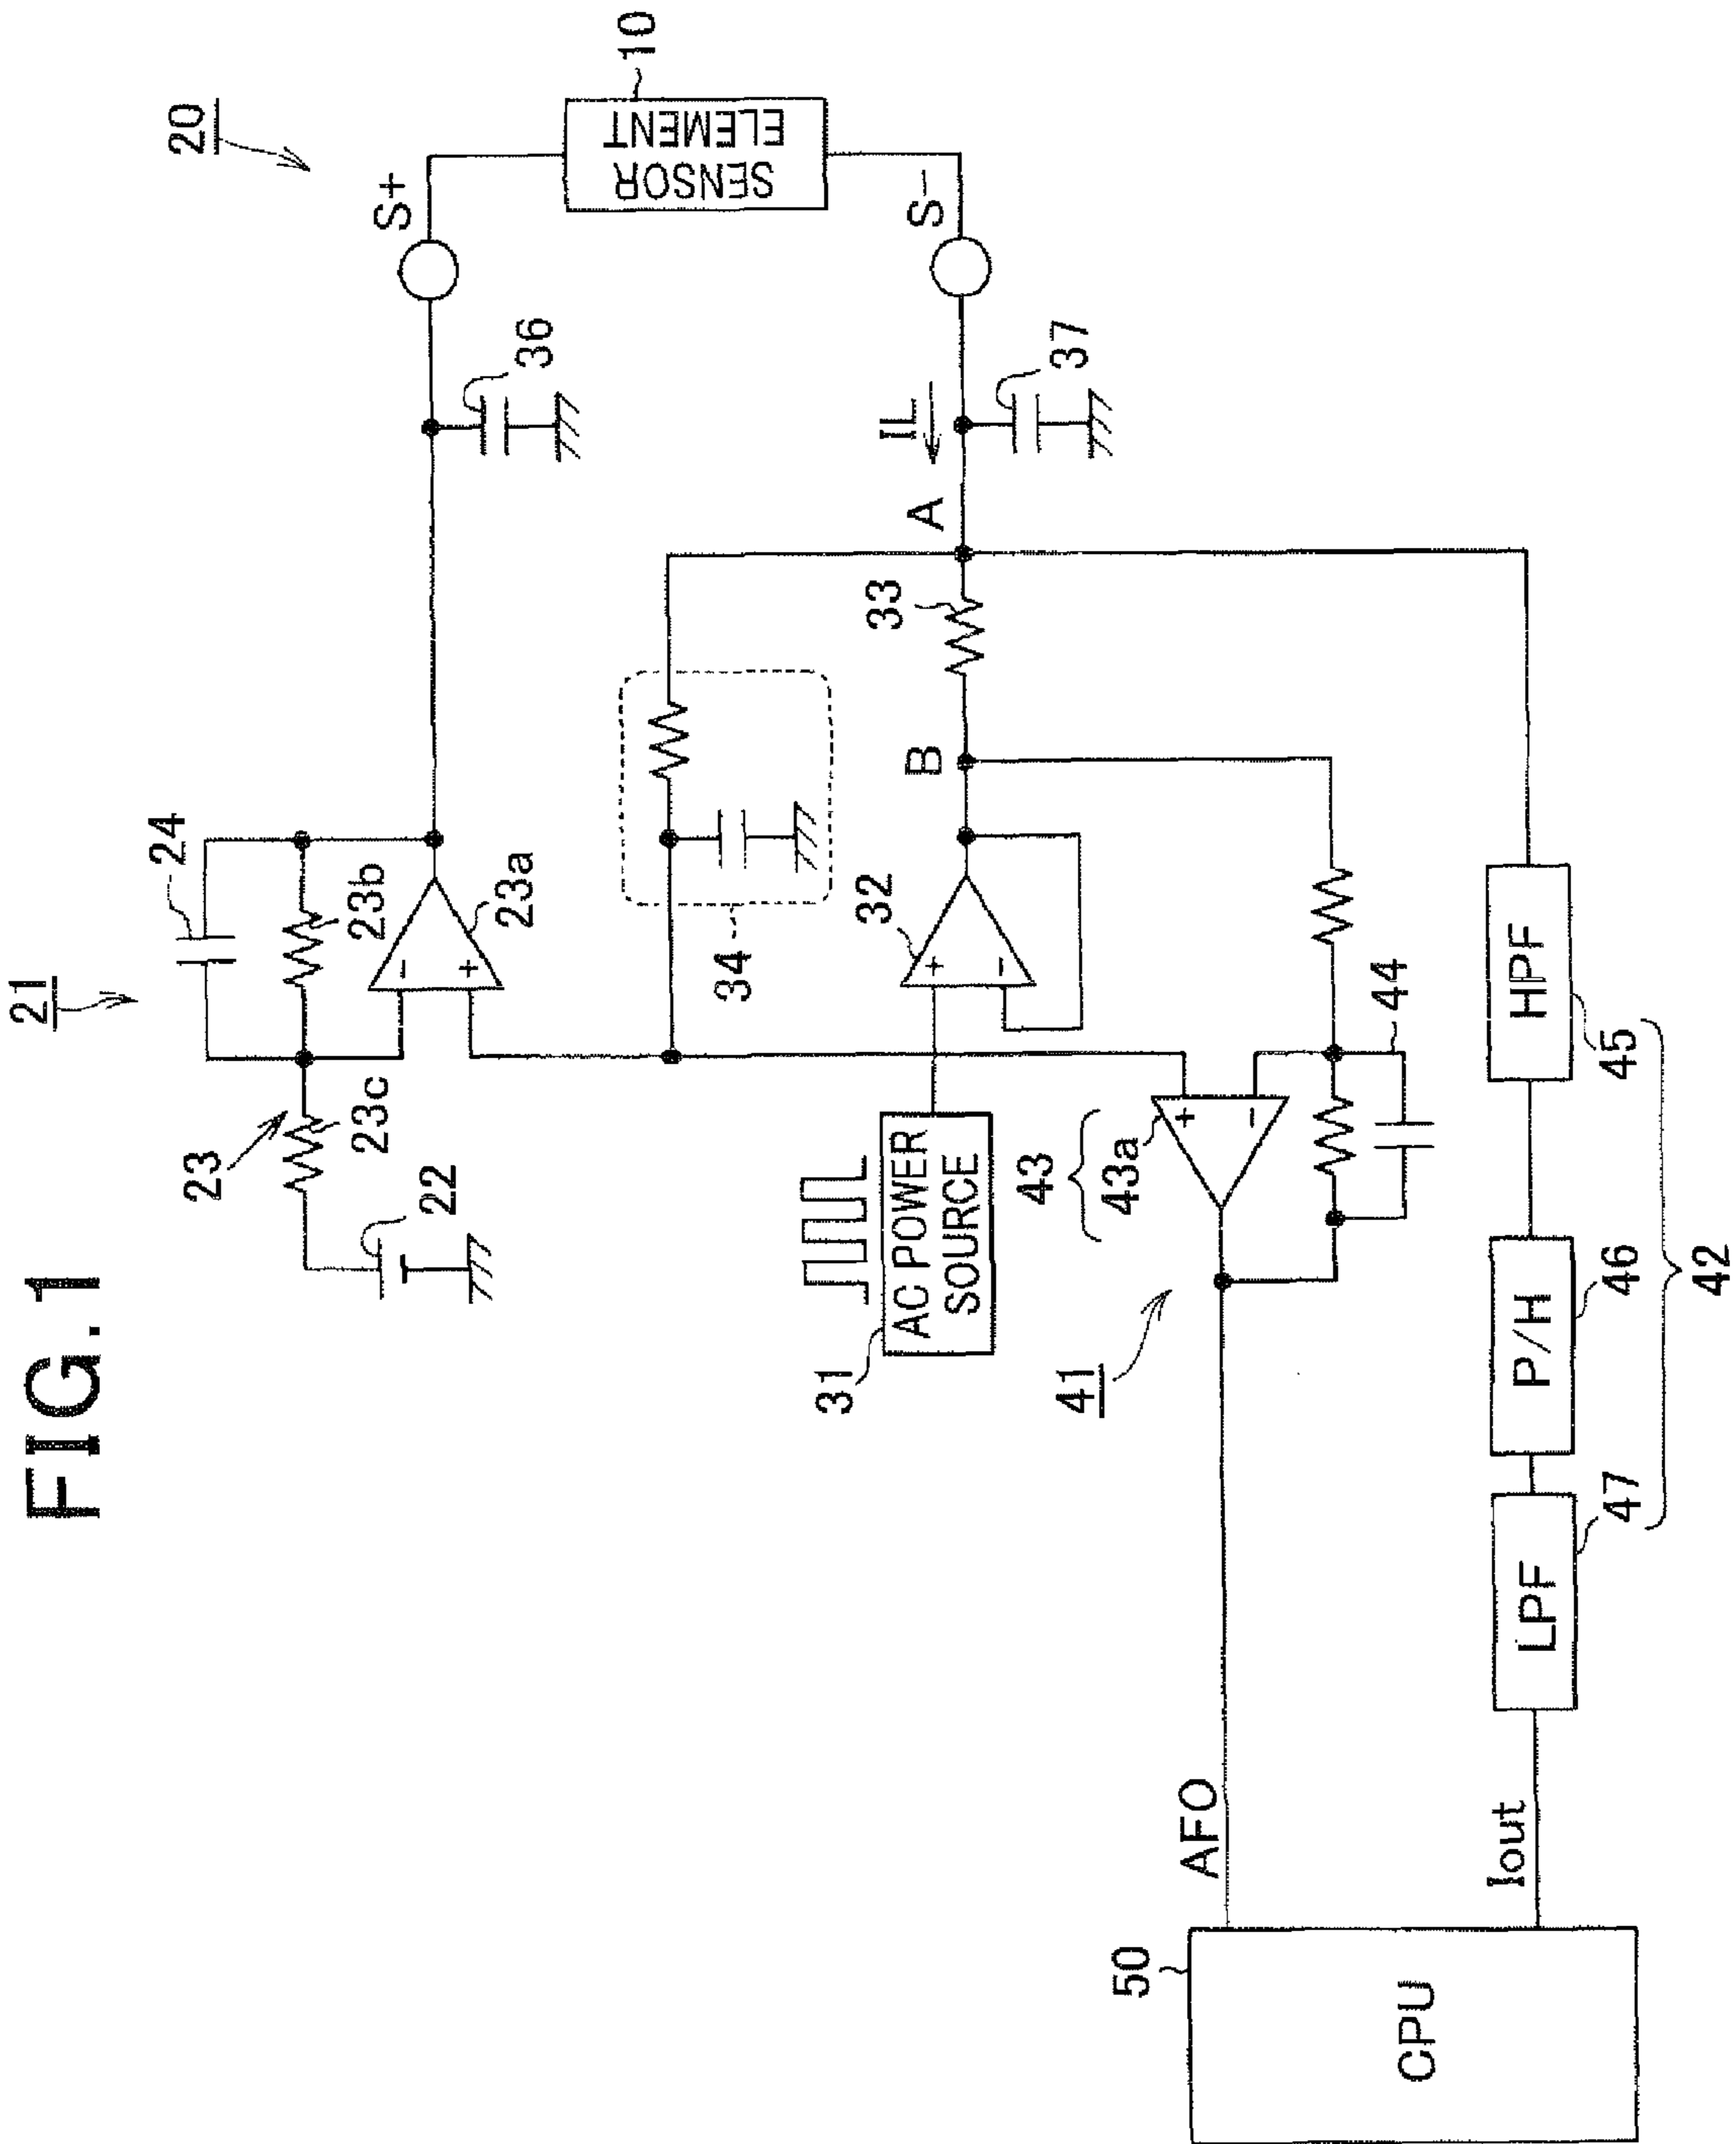 FIG. 1
21
24
23
23b
23c
23a
22
20
S+
36
10
SENSOR
ELEMENT
S−
IL
37
A
33
B
34
32
31
AC POWER
SOURCE
43
43a
41
44
HPF
45
P/H
46
LPF
47
42
AFO
Iout
50
CPU
+
−
+
−
+
−